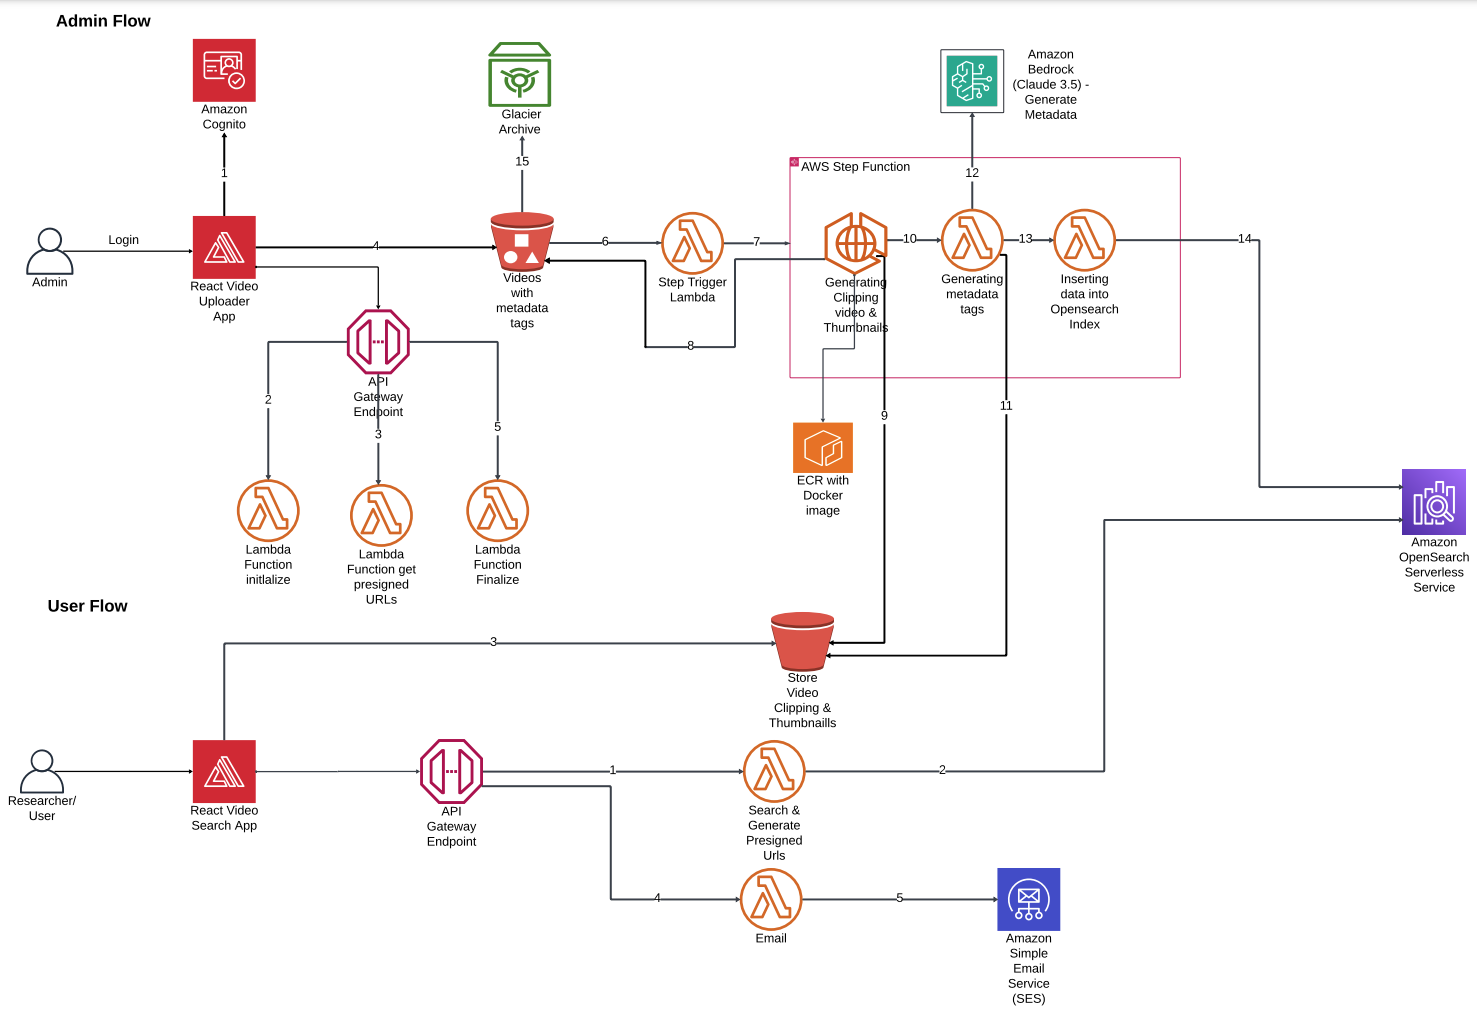 Admin Flow
Amazon
Cognito
1
Login
Admin
React Video
Uploader
App
4
API
Gateway
Endpoint
2
3
5
Lambda
Function
initlalize
Lambda
Function get
presigned
URLs
Lambda
Function
Finalize
Glacier
Archive
15
Videos
with
metadata
tags
6
Step Trigger
Lambda
7
8
AWS Step Function
Generating
Clipping
video &
Thumbnails
10
Generating
metadata
tags
13
Inserting
data into
Opensearch
Index
12
Amazon
Bedrock
(Claude 3.5) -
Generate
Metadata
14
9
11
ECR with
Docker
image
Amazon
OpenSearch
Serverless
Service
User Flow
3
Store
Video
Clipping &
Thumbnaills
Researcher/
User
React Video
Search App
API
Gateway
Endpoint
1
Search &
Generate
Presigned
Urls
2
4
Email
5
Amazon
Simple
Email
Service
(SES)